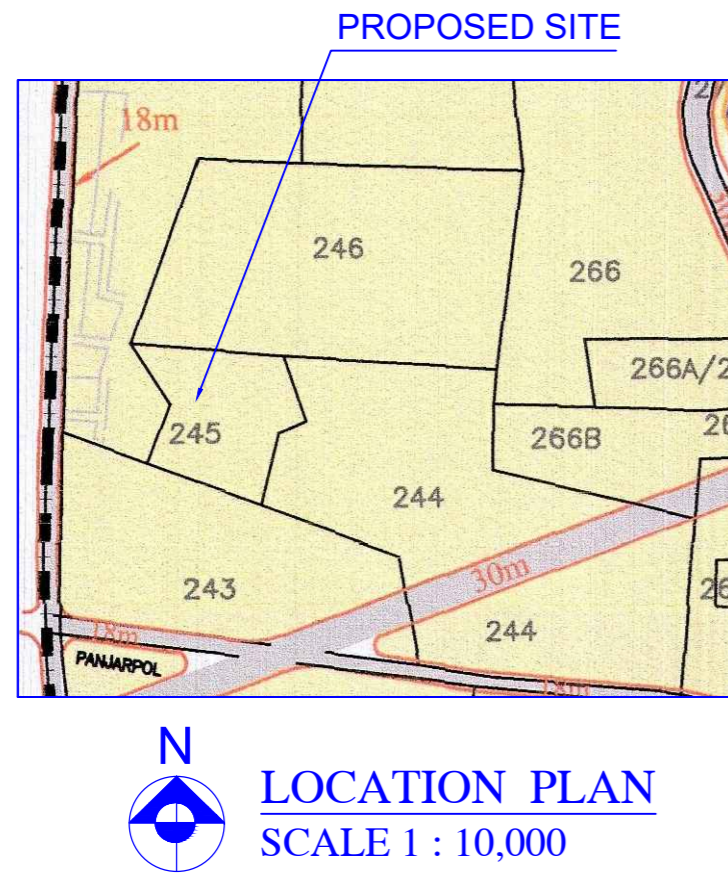 PROPOSED SITE
18m
246
266
266A/2
245
266B
244
30m
243
244
18m
PANJARPOL
18m
N
LOCATION PLAN
SCALE 1 : 10,000